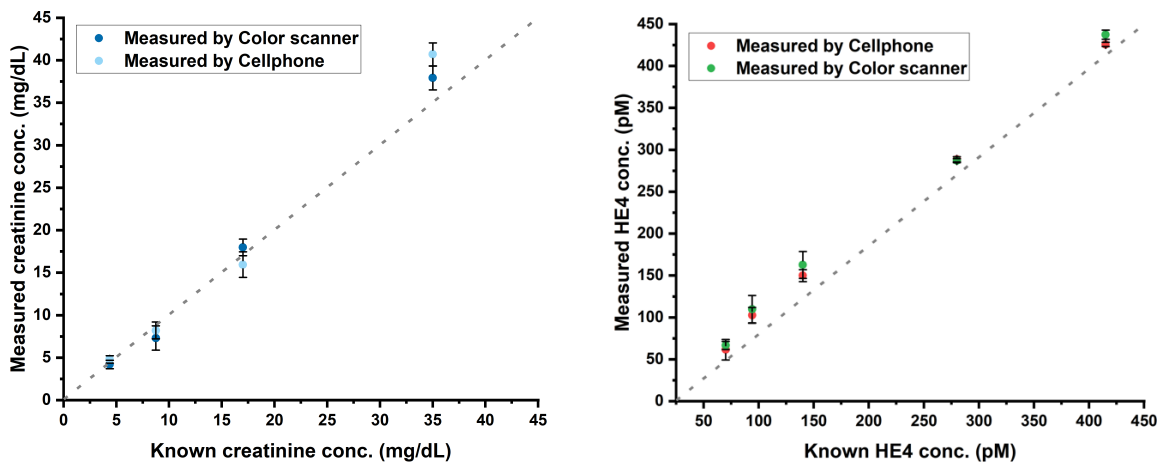 Measured creatinine conc. (mg/dL)
45
40
35
30
25
20
15
10
5
0
Measured by Color scanner
Measured by Cellphone
0 5 10 15 20 25 30 35 40 45
Known creatinine conc. (mg/dL)
Measured HE4 conc. (pM)
450
400
350
300
250
200
150
100
50
0
Measured by Cellphone
Measured by Color scanner
50 100 150 200 250 300 350 400 450
Known HE4 conc. (pM)